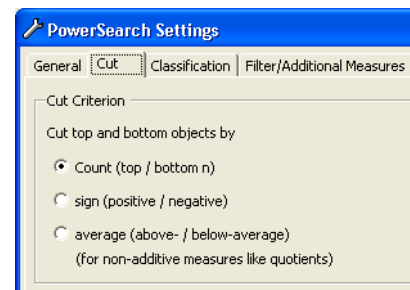 PowerSearch Settings
General Cut Classification Filter/Additional Measures
Cut Criterion
Cut top and bottom objects by
Count (top / bottom n)
sign (positive / negative)
average (above- / below-average)
(for non-additive measures like quotients)